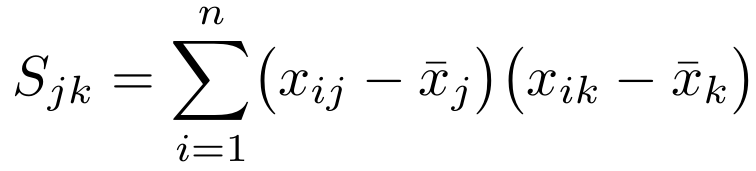 $S_{jk} = \sum_{i=1}^{n} (x_{ij} - \bar{x}_j)(x_{ik} - \bar{x}_k)$